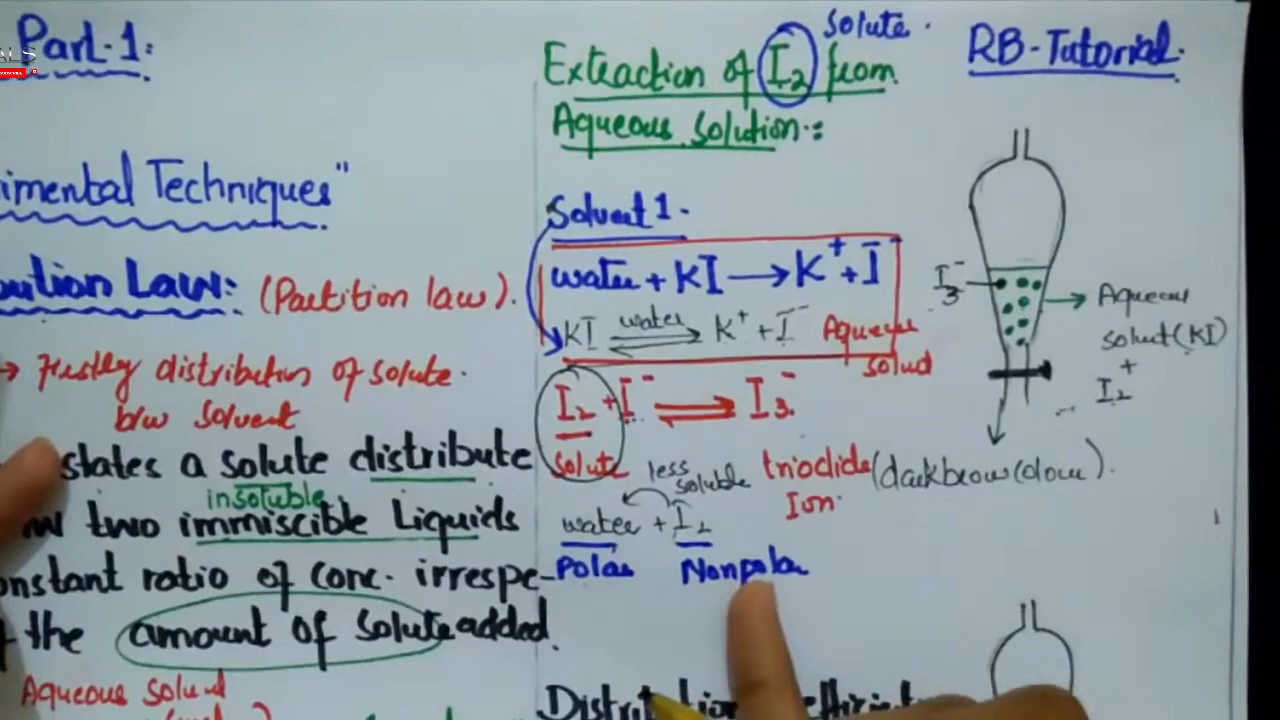 Part-1:
imental Techniques"
bution Law: (Partition law).
→ distribution of solute.
b/w solvent
states a solute distribute
insoluble
two immiscible Liquids
onstant ratio of conc. irrespe-
the amount of solute added.
Aqueous Solvent
Solute.
Extraction of I₂ from
Aqueous Solution:
Solvent 1.
water + KI → K⁺ + I⁻
KI ⇌ water K⁺ + I⁻ Aqueous
I₂ + I⁻ ⇌ I₃⁻
solute
less
soluble
triodide (dark brow colour).
Ion.
water + I₂
Polar Nonpolar
RB-Tutorial.
I₃⁻
Aqueous
solvent (KI)
+
I₂